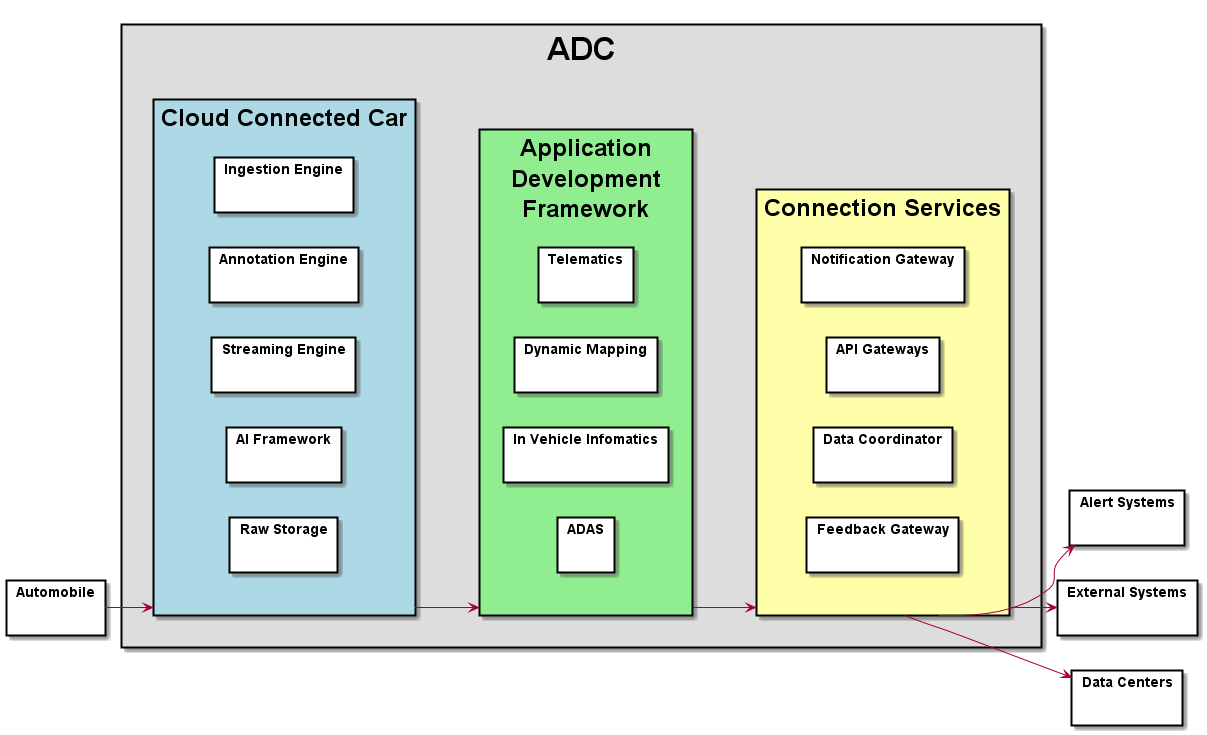 ADC
Cloud Connected Car
Ingestion Engine
Annotation Engine
Streaming Engine
AI Framework
Raw Storage
Application
Development
Framework
Telematics
Dynamic Mapping
In Vehicle Infomatics
ADAS
Connection Services
Notification Gateway
API Gateways
Data Coordinator
Feedback Gateway
Automobile
Alert Systems
External Systems
Data Centers